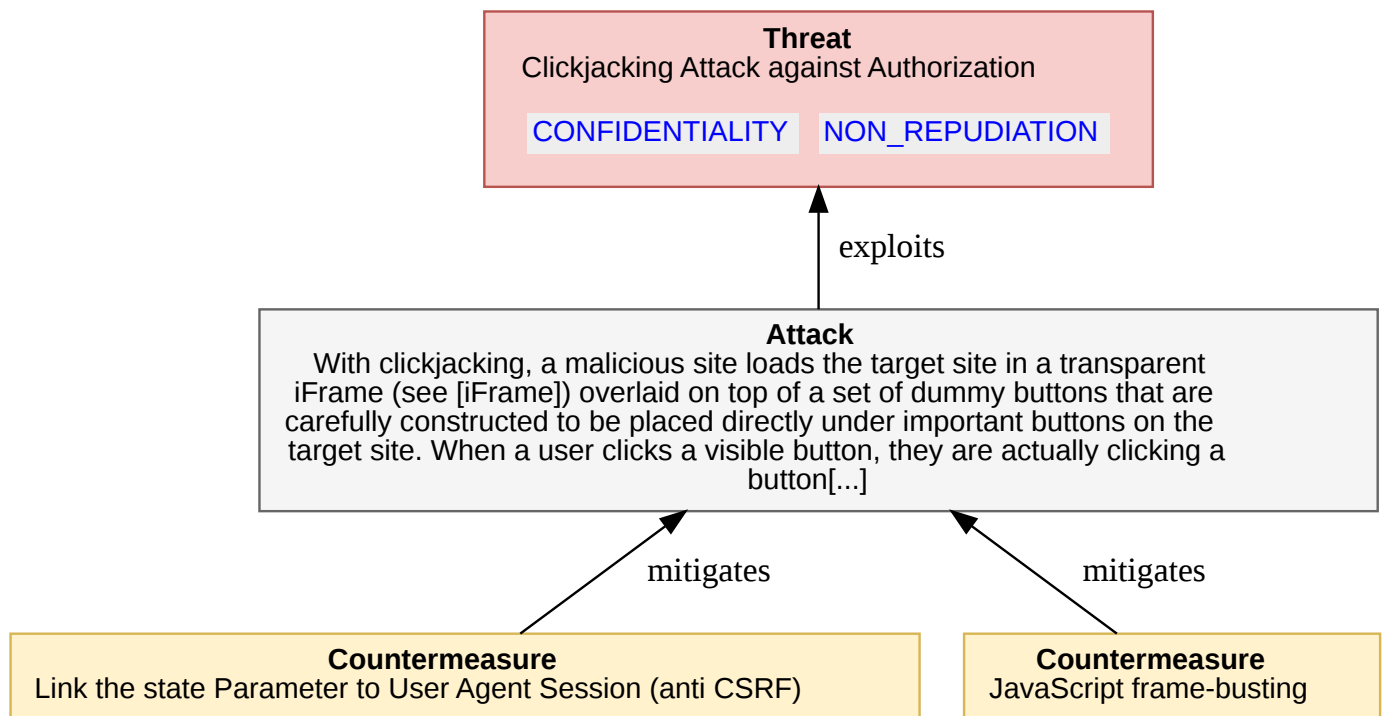 Threat
Clickjacking Attack against Authorization
CONFIDENTIALITY NON_REPUDIATION
exploits
Attack
With clickjacking, a malicious site loads the target site in a transparent
iFrame (see [iFrame]) overlaid on top of a set of dummy buttons that are
carefully constructed to be placed directly under important buttons on the
target site. When a user clicks a visible button, they are actually clicking a
button[...]
mitigates
mitigates
Countermeasure
Link the state Parameter to User Agent Session (anti CSRF)
Countermeasure
JavaScript frame-busting